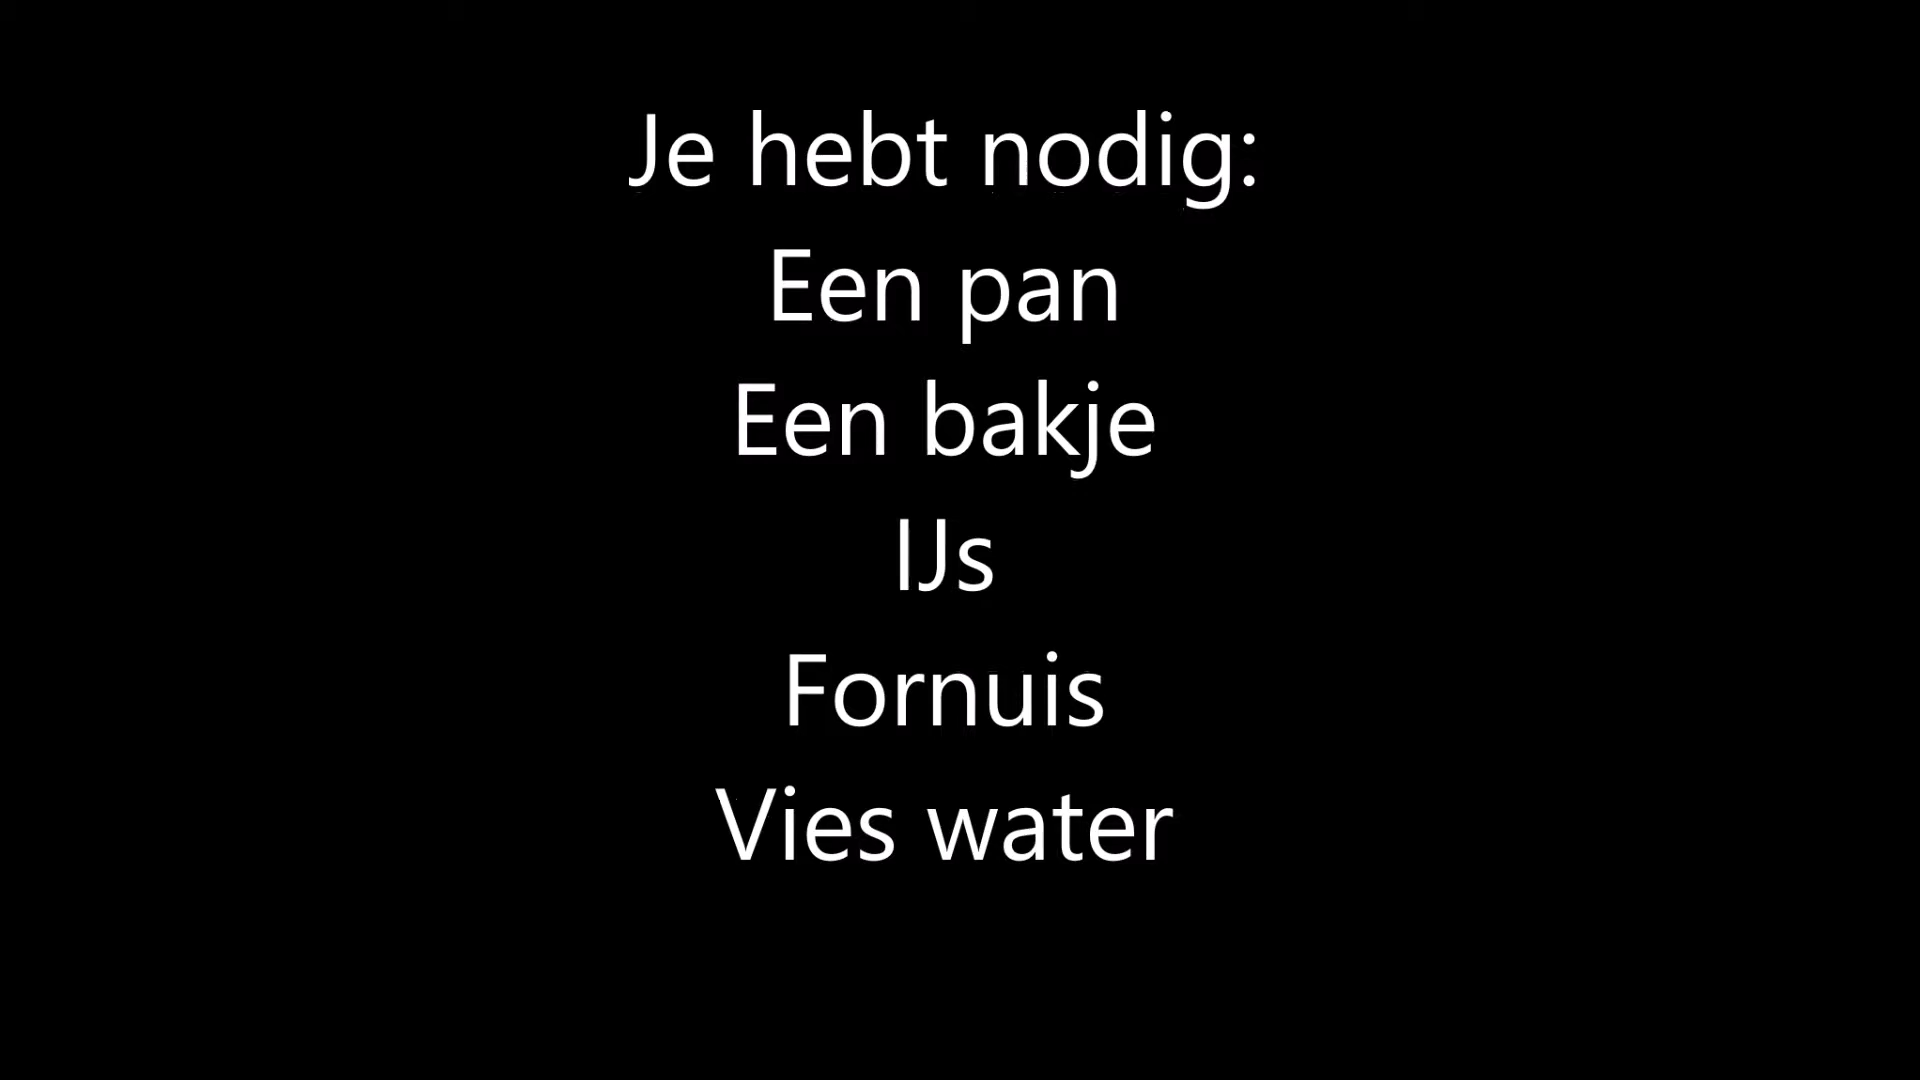 Je hebt nodig:
Een pan
Een bakje
IJs
Fornuis
Vies water